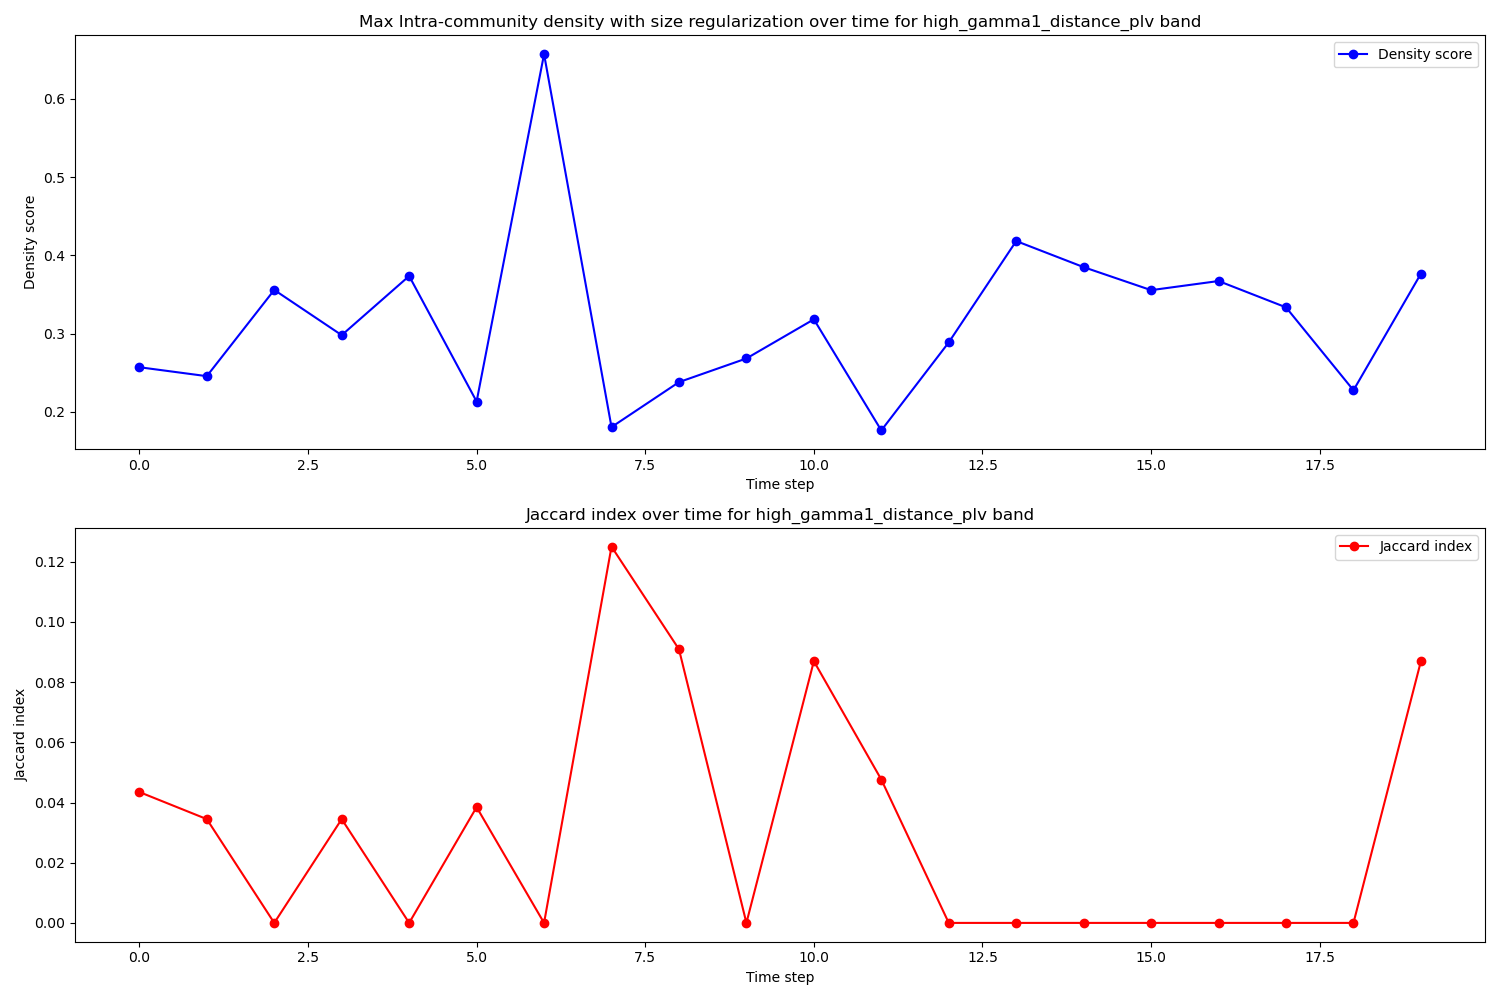 Max Intra-community density with size regularization over time for high_gamma1_distance_plv band
Density score
0.6
0.5
0.4
0.3
0.2
Density score
0.0 2.5 5.0 7.5 10.0 12.5 15.0 17.5
Time step
Jaccard index over time for high_gamma1_distance_plv band
Jaccard index
0.12
0.10
0.08
0.06
0.04
0.02
0.00
Jaccard index
0.0 2.5 5.0 7.5 10.0 12.5 15.0 17.5
Time step